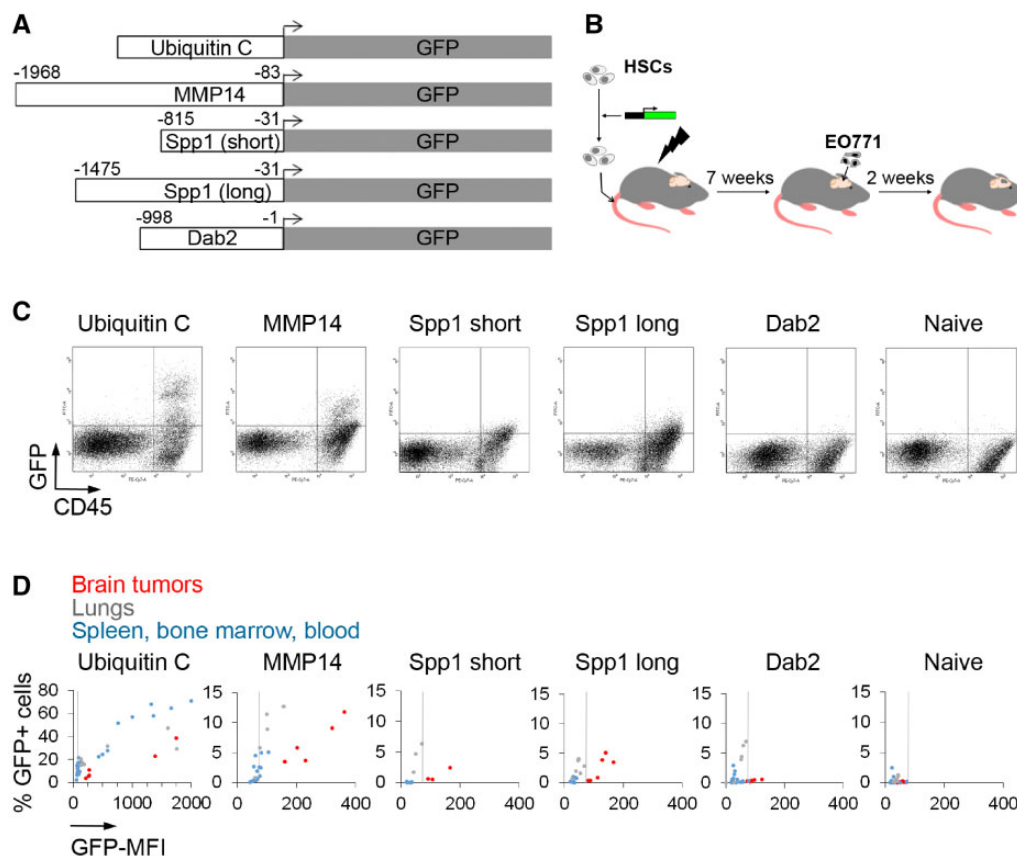 A
Ubiquitin C
GFP
-1968
-83
MMP14
GFP
-815
-31
Spp1 (short)
GFP
-1475
-31
Spp1 (long)
GFP
-998
-1
Dab2
GFP
B
HSCs
EO771
7 weeks
2 weeks
C
Ubiquitin C MMP14 Spp1 short Spp1 long Dab2 Naive
GFP
CD45
D
Brain tumors
Lungs
Spleen, bone marrow, blood
Ubiquitin C MMP14 Spp1 short Spp1 long Dab2 Naive
% GFP+ cells
80
60
40
20
0
0 1000 2000
15
10
5
0
0 200 400
15
10
5
0
0 200 400
15
10
5
0
0 200 400
15
10
5
0
0 200 400
15
10
5
0
0 200 400
GFP-MFI